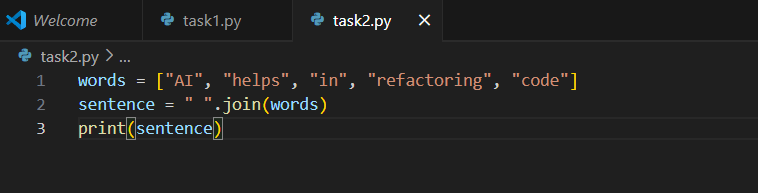 Welcome task1.py task2.py ×
task2.py > ...
1 words = ["AI", "helps", "in", "refactoring", "code"]
2 sentence = " ".join(words)
3 print(sentence)